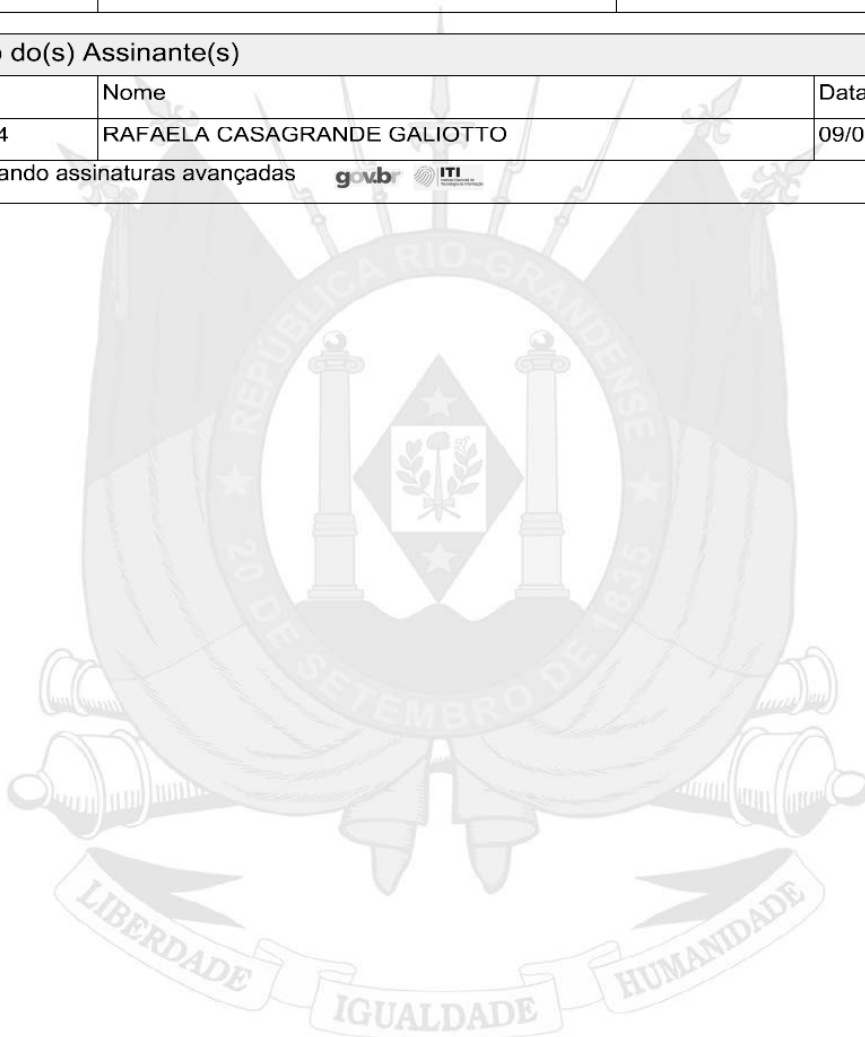 do(s) Assinante(s)
Nome Data
4 RAFAELA CASAGRANDE GALIOTTO 09/0
ando assinaturas avançadas gov.br ITI
REPÚBLICA RIO-GRANDENSE
20 DE SETEMBRO DE 1835
LIBERDADE IGUALDADE HUMANIDADE